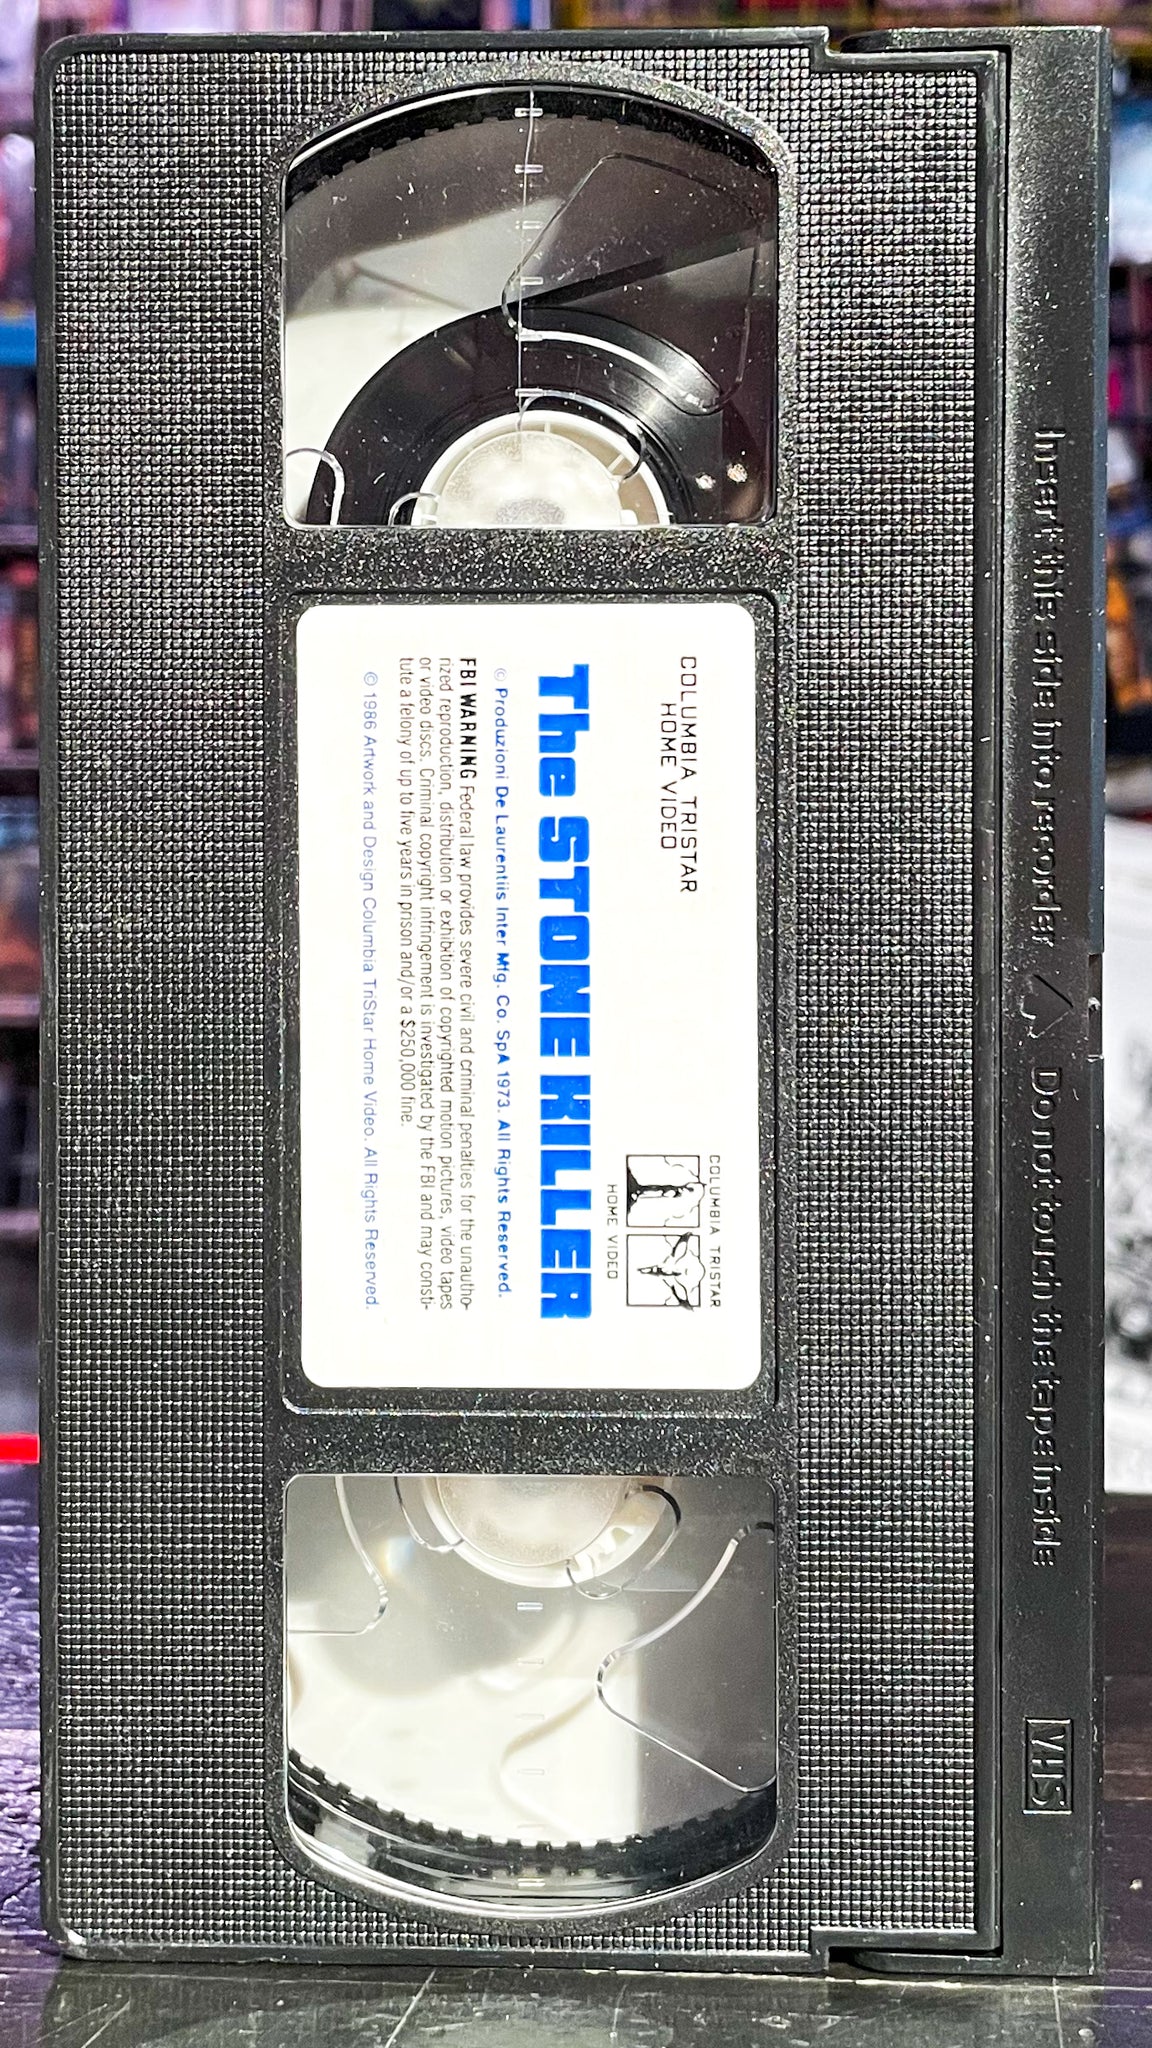 Insert this side into recorder △ Do not touch the tape inside
VHS
COLUMBIA TRISTAR
HOME VIDEO
COLUMBIA TRISTAR
HOME VIDEO
The STONE KILLER
© Produzioni De Laurentiis Inter Mfg. Co. SpA 1973. All Rights Reserved.
FBI WARNING Federal law provides severe civil and criminal penalties for the unautho-
rized reproduction, distribution or exhibition of copyrighted motion pictures, video tapes
or video discs. Criminal copyright infringement is investigated by the FBI and may consti-
tute a felony of up to five years in prison and/or a $250,000 fine.
© 1986 Artwork and Design Columbia TriStar Home Video. All Rights Reserved.